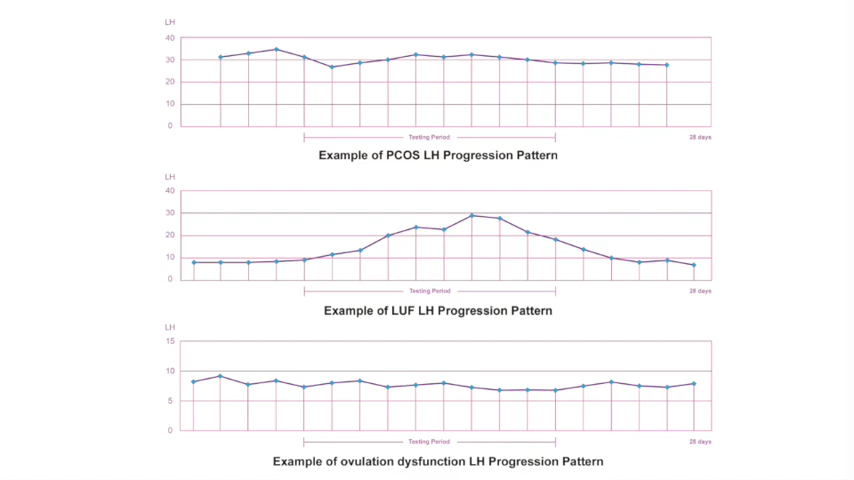 LH
40
30
20
10
0
Testing Period
28 days
Example of PCOS LH Progression Pattern
LH
40
30
20
10
0
Testing Period
28 days
Example of LUF LH Progression Pattern
LH
15
10
5
0
Testing Period
28 days
Example of ovulation dysfunction LH Progression Pattern